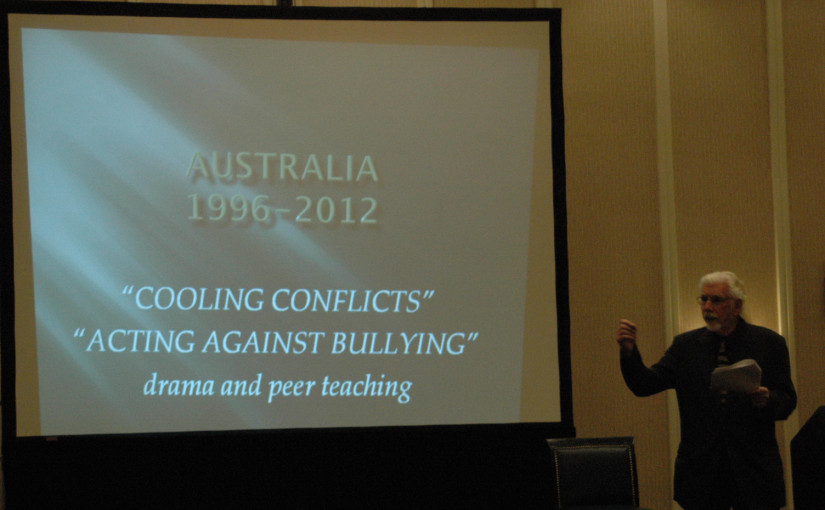 AUSTRALIA
1996–2012
“COOLING CONFLICTS”
“ACTING AGAINST BULLYING”
drama and peer teaching